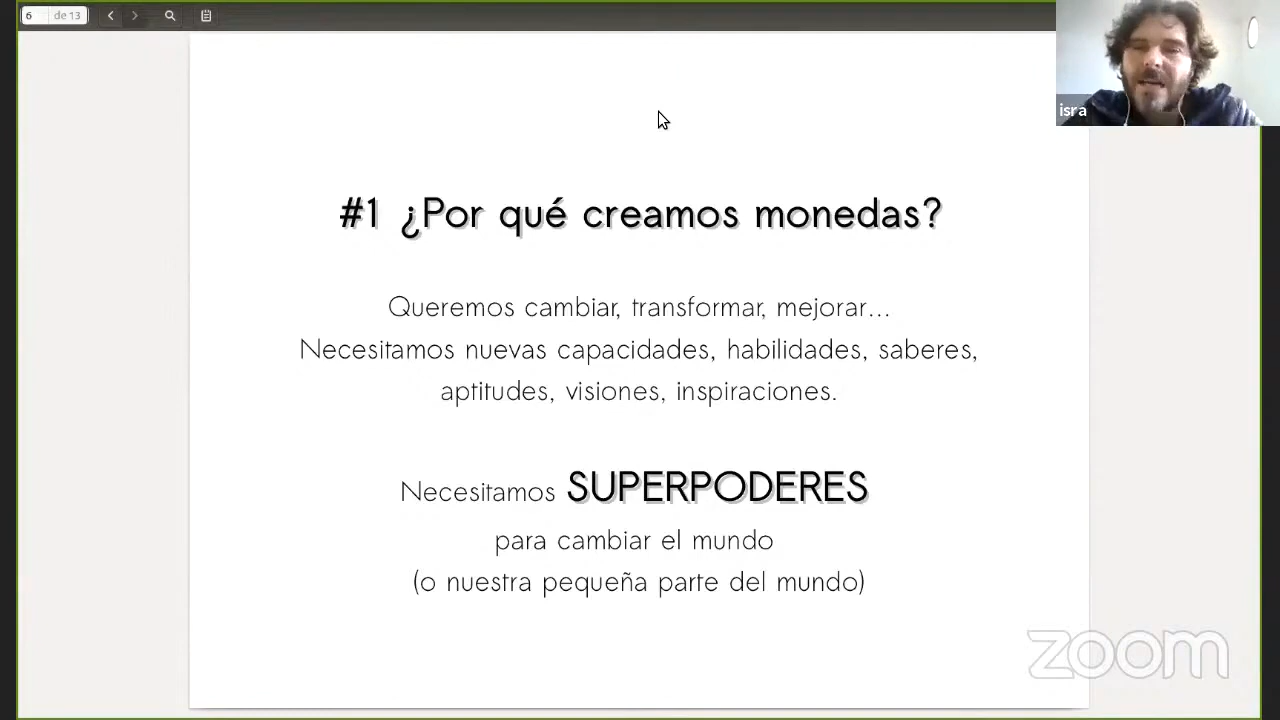 6 de 13
isra
#1 ¿Por qué creamos monedas?
Queremos cambiar, transformar, mejorar...
Necesitamos nuevas capacidades, habilidades, saberes,
aptitudes, visiones, inspiraciones.
Necesitamos SUPERPODERES
para cambiar el mundo
(o nuestra pequeña parte del mundo)
zoom